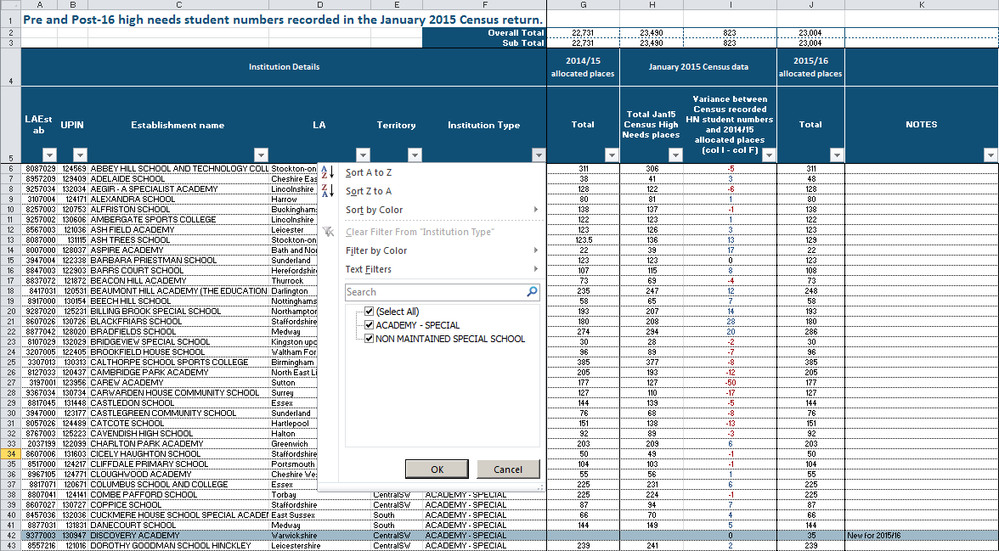 A B C D E F G H I J K
1 Pre and Post-16 high needs student numbers recorded in the January 2015 Census return.
2 Overall Total 22,731 23,490 823 23,004
3 Sub Total 22,731 23,490 823 23,004
4 Institution Details 2014/15 allocated places January 2015 Census data 2015/16 allocated places
5 LAEst ab UPIN Establishment name LA Territory Institution Type Total Total Jan15 Census High Needs places Variance between Census recorded HN student numbers and 2014/15 allocated places (col I - col F) Total NOTES
6 8087029 124569 ABBEY HILL SCHOOL AND TECHNOLOGY COLL Stockton-on 311 306 -5 311
7 8957209 129409 ADELAIDE SCHOOL Cheshire Eas 38 41 3 48
8 9257034 132034 AEGIR - A SPECIALIST ACADEMY Lincolnshire 128 122 -6 128
9 3107004 124171 ALEXANDRA SCHOOL Harrow 80 81 1 80
10 8257003 120753 ALFRISTON SCHOOL Buckinghams 138 137 -1 138
11 9257002 130606 AMBERGATE SPORTS COLLEGE Lincolnshire 122 123 1 122
12 8567003 121036 ASH FIELD ACADEMY Leicester 123 126 3 123
13 8087000 131115 ASH TREES SCHOOL Stockton-on 123.5 136 13 129
14 8007000 128037 ASPIRE ACADEMY Bath and Nor 22 39 17 22
15 3947004 122338 BARBARA PRIESTMAN SCHOOL Sunderland 123 123 0 123
16 8847003 122903 BARRS COURT SCHOOL Herefordshir 107 115 8 108
17 8837072 121872 BEACON HILL ACADEMY Thurrock 73 69 -4 73
18 8417031 120531 BEAUMONT HILL ACADEMY (THE EDUCATION Darlington 235 247 12 248
19 8917000 130154 BEECH HILL SCHOOL Nottinghams 58 65 7 58
20 9287020 125231 BILLING BROOK SPECIAL SCHOOL Northampton 193 207 14 193
21 8607026 130726 BLACKFRIARS SCHOOL Staffordshire 180 208 28 180
22 8877042 128020 BRADFIELDS SCHOOL Medway 274 294 20 286
23 8107029 132029 BRIDGEVIEW SPECIAL SCHOOL Kingston upo 30 28 -2 30
24 3207005 122405 BROOKFIELD HOUSE SCHOOL Waltham For 96 89 -7 96
25 3307013 130313 CALTHORPE SCHOOL SPORTS COLLEGE Birmingham 385 377 -8 385
26 8127033 120437 CAMBRIDGE PARK ACADEMY North East Li 205 193 -12 205
27 3197001 123956 CAREW ACADEMY Sutton 177 127 -50 177
28 9367034 130734 CARWARDEN HOUSE COMMUNITY SCHOOL Surrey 127 110 -17 127
29 8817045 131448 CASTLEDON SCHOOL Essex 144 139 -5 144
30 3947000 123177 CASTLEGREEN COMMUNITY SCHOOL Sunderland 76 68 -8 76
31 8057026 124489 CATCOTE SCHOOL Hartlepool 151 138 -13 151
32 8767003 125223 CAVENDISH HIGH SCHOOL Halton 92 89 -3 92
33 2037199 122099 CHARLTON PARK ACADEMY Greenwich 203 209 6 203
34 8607006 131603 CICELY HAUGHTON SCHOOL Staffordshire 50 49 -1 50
35 8517000 124217 CLIFFDALE PRIMARY SCHOOL Portsmouth 104 103 -1 104
36 8967105 124771 CLOUGHWOOD ACADEMY Cheshire Wes 55 56 1 55
37 8817071 120671 COLUMBUS SCHOOL AND COLLEGE Essex 225 231 6 225
38 8807041 124141 COMBE PAFFORD SCHOOL Torbay CentralSW ACADEMY - SPECIAL 225 224 -1 225
39 8607027 130727 COPPICE SCHOOL Staffordshire CentralSW ACADEMY - SPECIAL 87 94 7 87
40 8457036 132036 CUCKMERE HOUSE SCHOOL SPECIAL ACADEM East Sussex South ACADEMY - SPECIAL 66 70 4 66
41 8877031 131831 DANECOURT SCHOOL Medway South ACADEMY - SPECIAL 144 149 5 144
42 9377003 130947 DISCOVERY ACADEMY Warwickshire CentralSW ACADEMY - SPECIAL 0 35 New for 2015/16
43 8557216 121016 DOROTHY GOODMAN SCHOOL HINCKLEY Leicestershire CentralSW ACADEMY - SPECIAL 239 241 2 239
Sort A to Z
Sort Z to A
Sort by Color
Clear Filter From "Institution Type"
Filter by Color
Text Filters
Search
(Select All)
ACADEMY - SPECIAL
NON MAINTAINED SPECIAL SCHOOL
OK Cancel